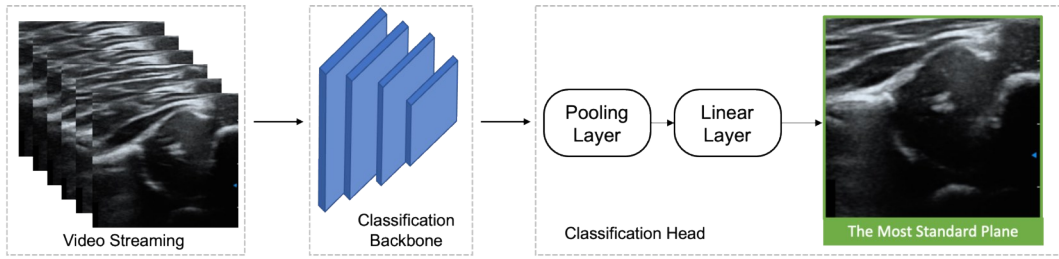 Video Streaming
Classification
Backbone
Pooling
Layer
Linear
Layer
Classification Head
The Most Standard Plane